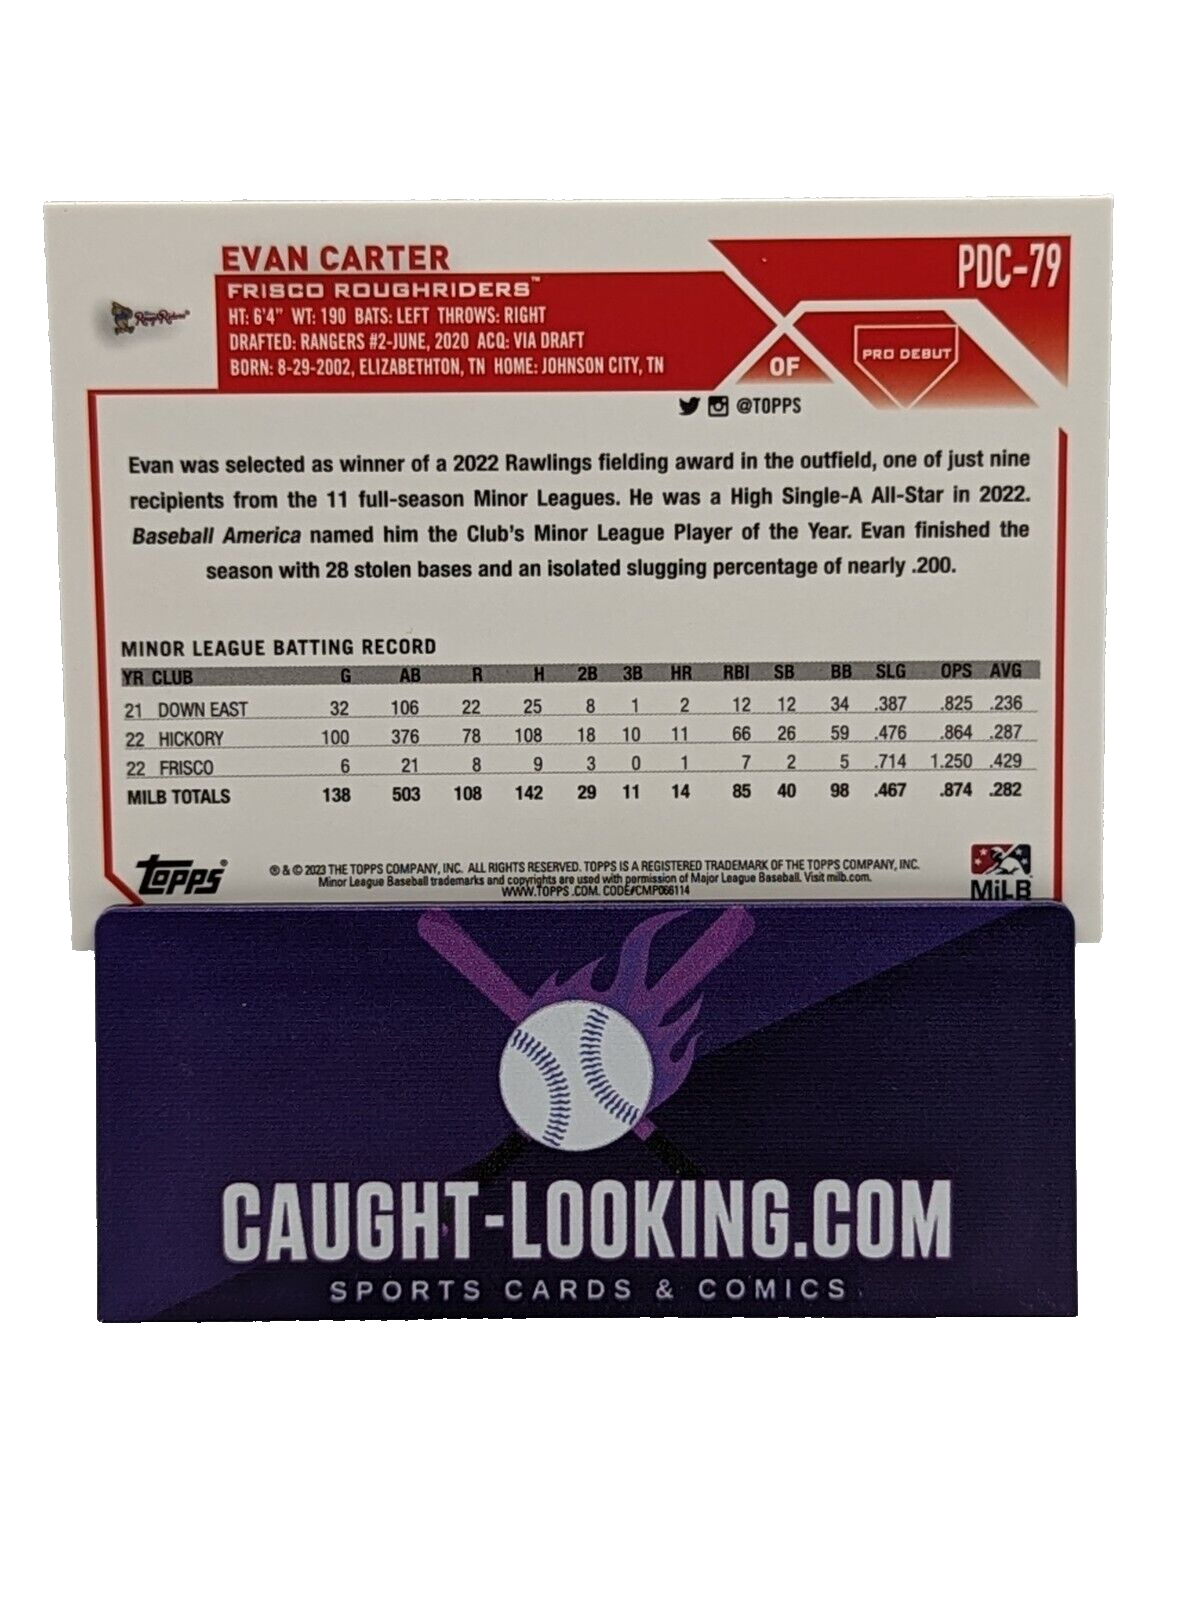 EVAN CARTER
PDC-79
FRISCO ROUGHRIDERS™
HT: 6'4" WT: 190 BATS: LEFT THROWS: RIGHT
DRAFTED: RANGERS #2-JUNE, 2020 ACQ: VIA DRAFT
BORN: 8-29-2002, ELIZABETHTON, TN HOME: JOHNSON CITY, TN
RoughRiders
OF
PRO DEBUT
@TOPPS
Evan was selected as winner of a 2022 Rawlings fielding award in the outfield, one of just nine
recipients from the 11 full-season Minor Leagues. He was a High Single-A All-Star in 2022.
Baseball America named him the Club's Minor League Player of the Year. Evan finished the
season with 28 stolen bases and an isolated slugging percentage of nearly .200.
MINOR LEAGUE BATTING RECORD
YR CLUB G AB R H 2B 3B HR RBI SB BB SLG OPS AVG
21 DOWN EAST 32 106 22 25 8 1 2 12 12 34 .387 .825 .236
22 HICKORY 100 376 78 108 18 10 11 66 26 59 .476 .864 .287
22 FRISCO 6 21 8 9 3 0 1 7 2 5 .714 1.250 .429
MILB TOTALS 138 503 108 142 29 11 14 85 40 98 .467 .874 .282
topps®
® & © 2023 THE TOPPS COMPANY, INC. ALL RIGHTS RESERVED. TOPPS IS A REGISTERED TRADEMARK OF THE TOPPS COMPANY, INC.
Minor League Baseball trademarks and copyrights are used with permission of Major League Baseball. Visit milb.com.
WWW.TOPPS.COM. CODE#CMP066114
MiLB
CAUGHT-LOOKING.COM
SPORTS CARDS & COMICS